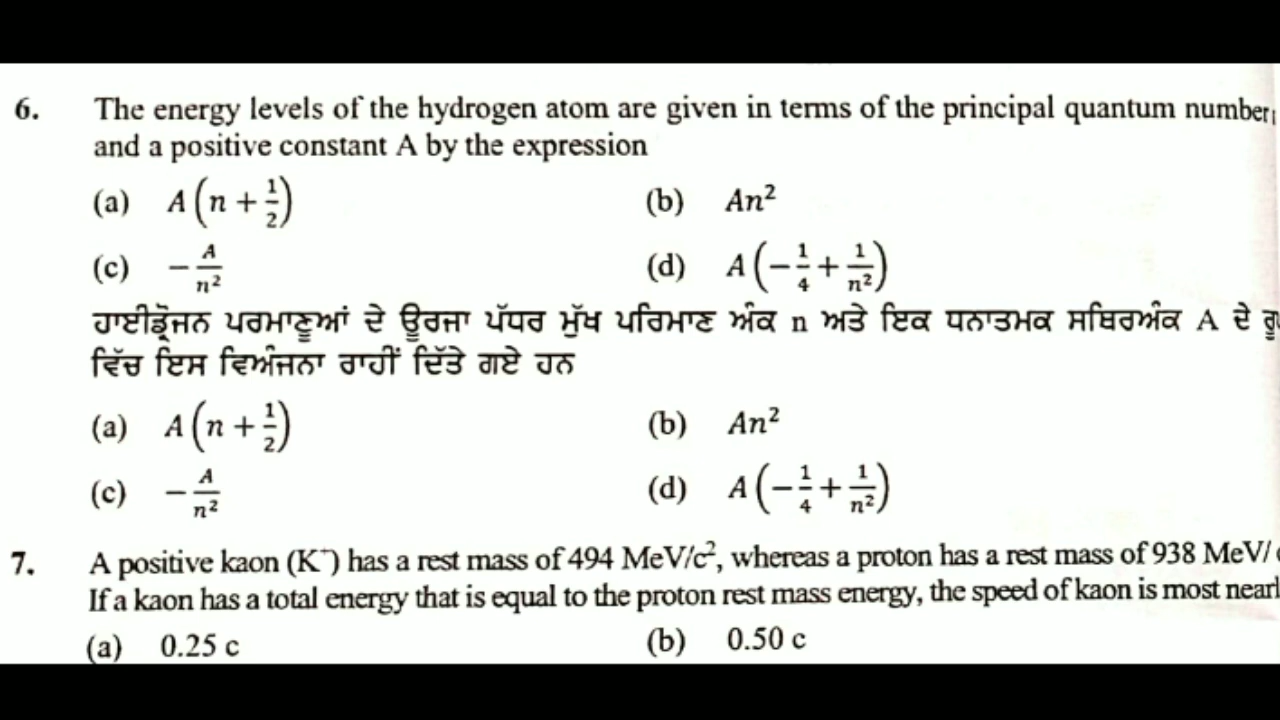 6. The energy levels of the hydrogen atom are given in terms of the principal quantum number
and a positive constant A by the expression
(a) A(n + 1/2) (b) An²
(c) −A/n² (d) A(−1/4 + 1/n²)
ਹਾਈਡ੍ਰੋਜਨ ਪਰਮਾਣੂਆਂ ਦੇ ਊਰਜਾ ਪੱਧਰ ਮੁੱਖ ਪਰਿਮਾਣ ਅੰਕ n ਅਤੇ ਇਕ ਧਨਾਤਮਕ ਸਥਿਰਅੰਕ A ਦੇ
ਵਿੱਚ ਇਸ ਵਿਅੰਜਨਾ ਰਾਹੀਂ ਦਿੱਤੇ ਗਏ ਹਨ
(a) A(n + 1/2) (b) An²
(c) −A/n² (d) A(−1/4 + 1/n²)
7. A positive kaon (K⁺) has a rest mass of 494 MeV/c², whereas a proton has a rest mass of 938 MeV/
If a kaon has a total energy that is equal to the proton rest mass energy, the speed of kaon is most
(a) 0.25 c (b) 0.50 c